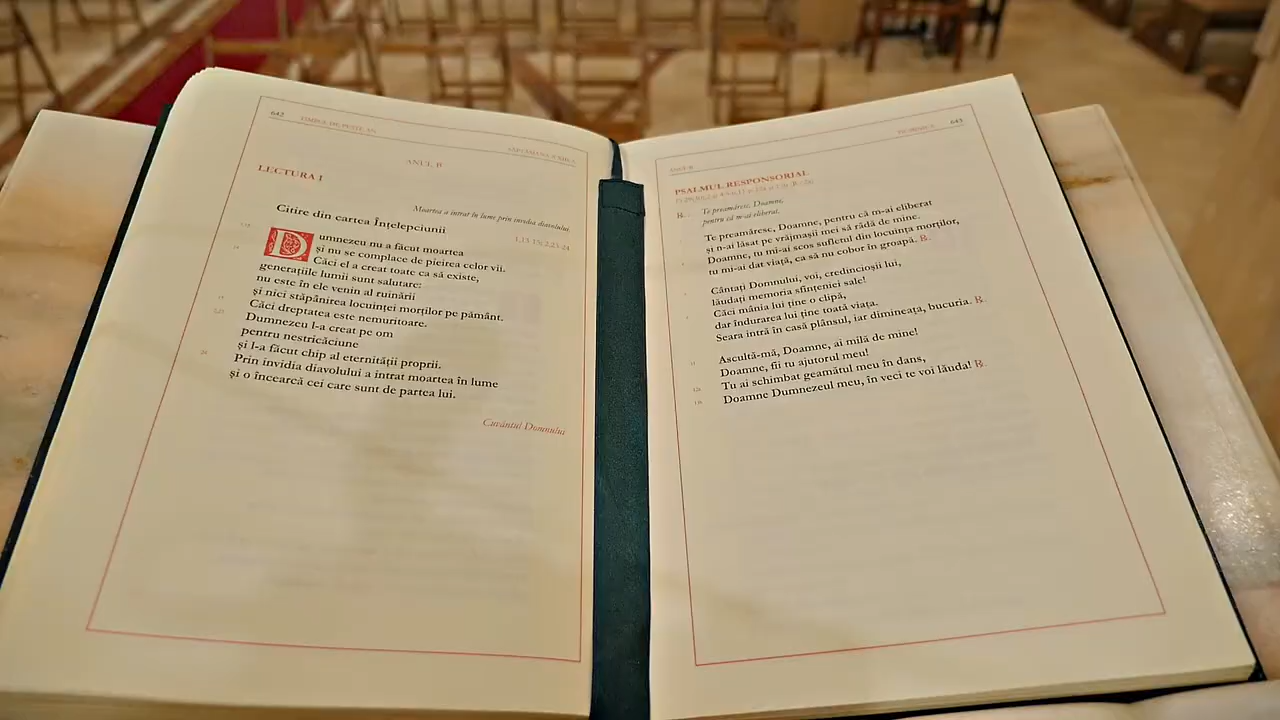 642 TIMPUL DE PESTE AN
SĂPTĂMÂNA A XIII-A
ANUL B
LECTURA I
Moartea a intrat în lume prin invidia diavolului.
Citire din cartea Înțelepciunii
1,13-15; 2,23-24
Dumnezeu nu a făcut moartea
și nu se complace de pieirea celor vii.
Căci el a creat toate ca să existe,
generațiile lumii sunt salutare:
nu este în ele venin al ruinării
și nici stăpânirea locuinței morților pe pământ.
Căci dreptatea este nemuritoare.
Dumnezeu l-a creat pe om
pentru nestricăciune
și l-a făcut chip al eternității proprii.
24 Prin invidia diavolului a intrat moartea în lume
și o încearcă cei care sunt de partea lui.
Cuvântul Domnului
ANUL B
643
PSALMUL RESPONSORIAL
R. Te preamăresc, Doamne,
pentru că m-ai eliberat.
Te preamăresc, Doamne, pentru că m-ai eliberat
și n-ai lăsat pe vrăjmașii mei să râdă de mine.
Doamne, tu mi-ai scos sufletul din locuința morților,
tu mi-ai dat viață, ca să nu cobor în groapă. R.
Cântați Domnului, voi, credincioșii lui,
lăudați memoria sfințeniei sale!
Căci mânia lui ține o clipă,
dar îndurarea lui ține toată viața.
Seara intră în casă plânsul, iar dimineața, bucuria. R.
Ascultă-mă, Doamne, ai milă de mine!
Doamne, fii tu ajutorul meu!
Tu ai schimbat geamătul meu în dans,
Doamne Dumnezeul meu, în veci te voi lăuda! R.